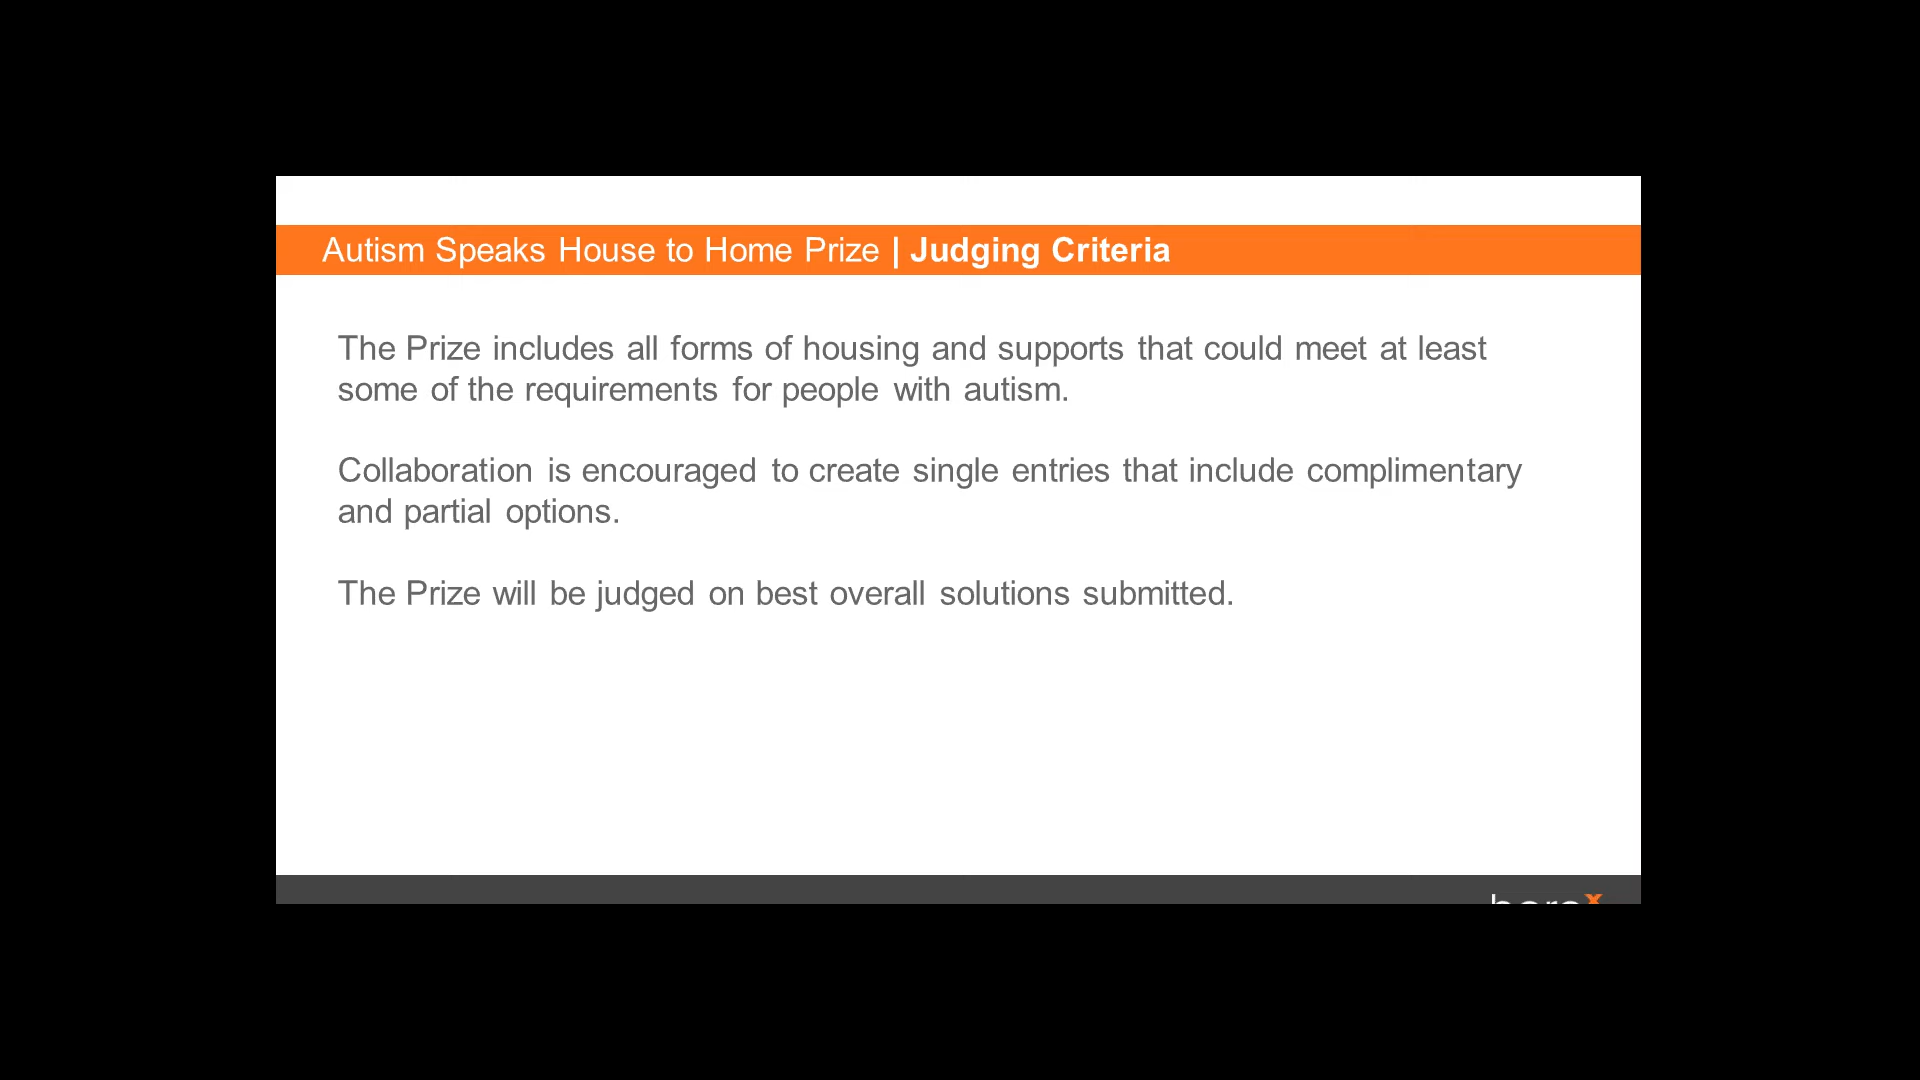 Autism Speaks House to Home Prize | Judging Criteria
The Prize includes all forms of housing and supports that could meet at least
some of the requirements for people with autism.
Collaboration is encouraged to create single entries that include complimentary
and partial options.
The Prize will be judged on best overall solutions submitted.